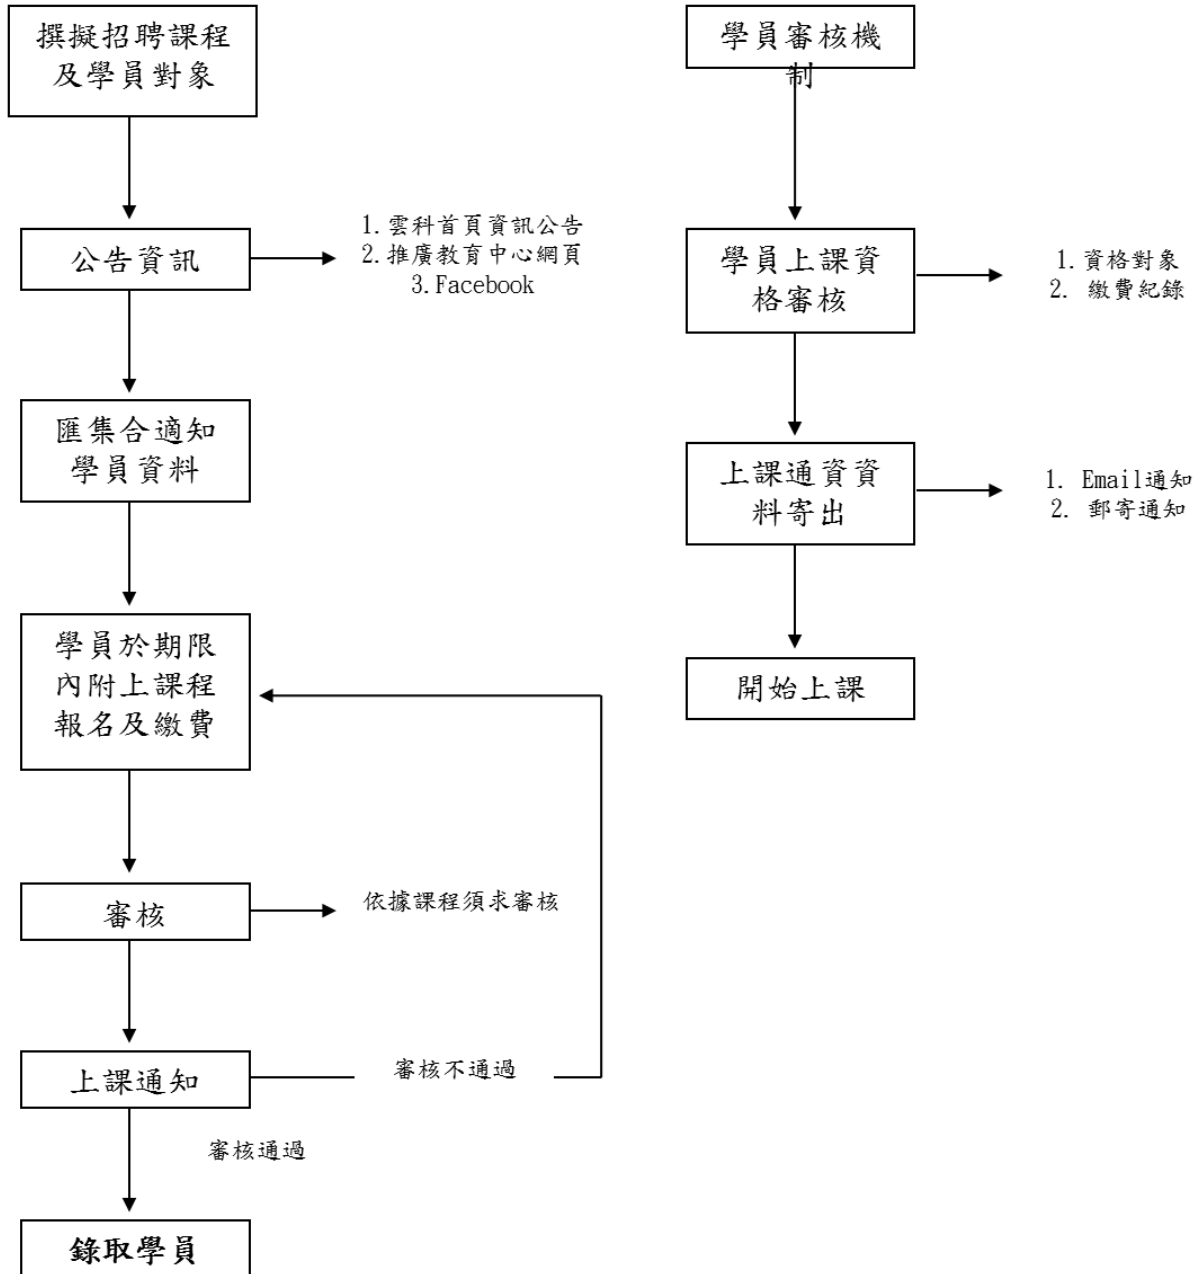 撰擬招聘課程
及學員對象
公告資訊
1.雲科首頁資訊公告
2.推廣教育中心網頁
3.Facebook
匯集合適知
學員資料
學員於期限
內附上課程
報名及繳費
審核
依據課程須求審核
上課通知
審核不通過
審核通過
錄取學員
學員審核機
制
學員上課資
格審核
1.資格對象
2. 繳費紀錄
上課通資資
料寄出
1. Email通知
2. 郵寄通知
開始上課